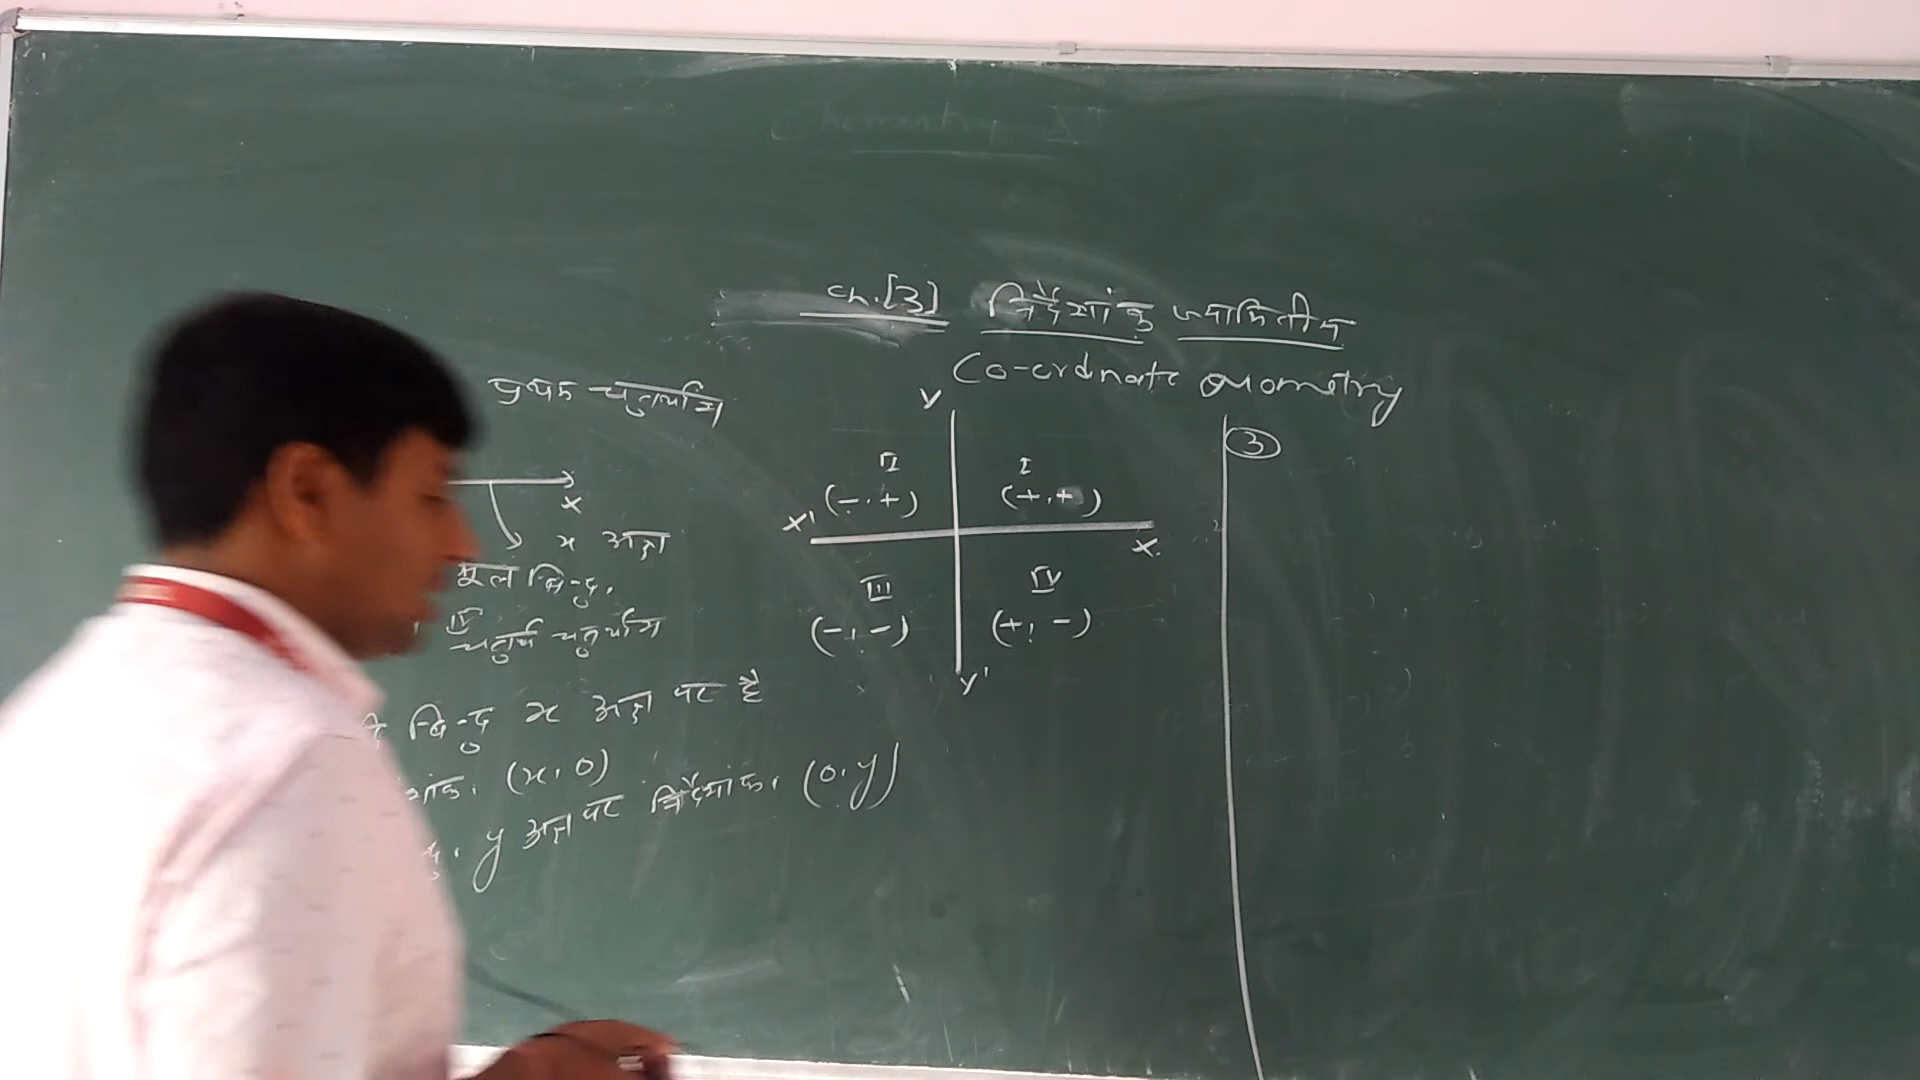 Ch.[3] निर्देशांक ज्यामितीय
Co-ordinate Geometry
प्रथम चतुर्थांश
X
x अक्ष
मूल बिन्दु.
IV
चतुर्थ चतुर्थांश
बिन्दु x अक्ष पर है
(x, 0)
y अक्ष पर निर्देशांक. (0, y)
Y
II I
(-, +) (+, +)
X' X
III IV
(-, -) (+, -)
Y'
3